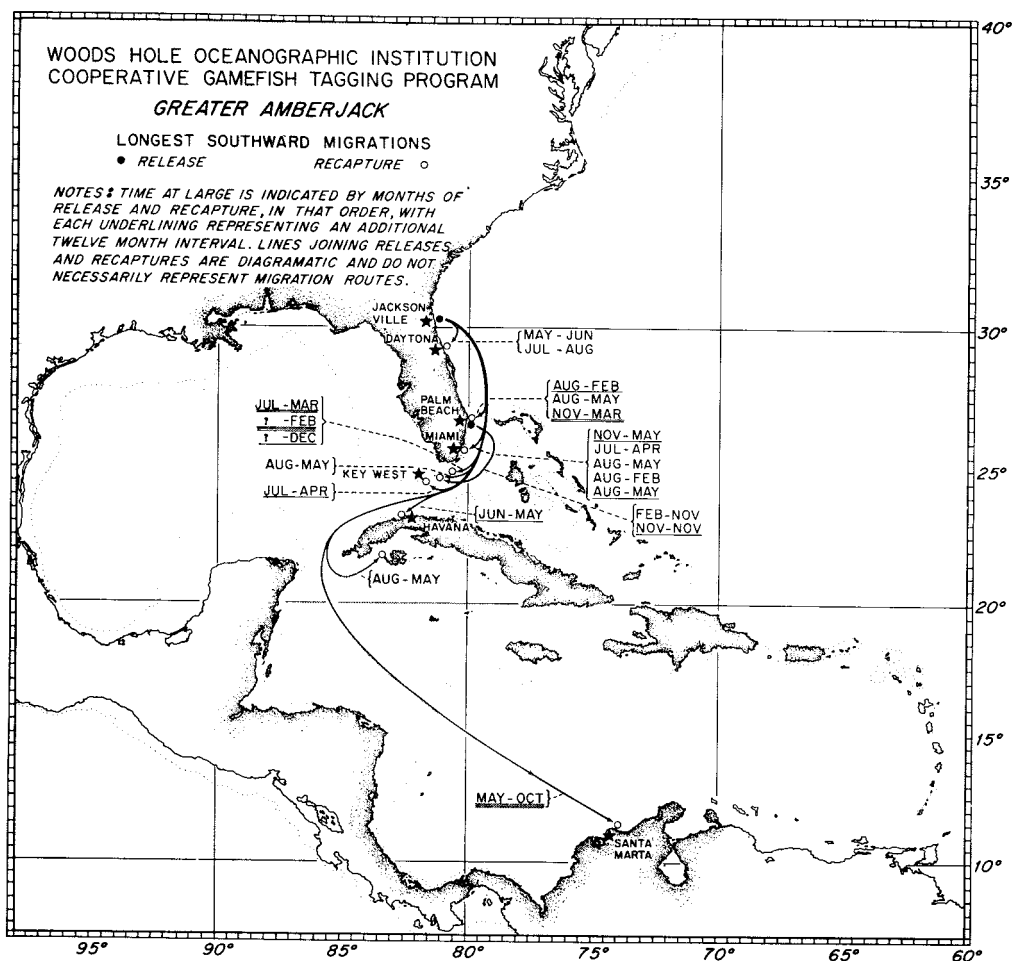 WOODS HOLE OCEANOGRAPHIC INSTITUTION
COOPERATIVE GAMEFISH TAGGING PROGRAM
GREATER AMBERJACK
LONGEST SOUTHWARD MIGRATIONS
● RELEASE RECAPTURE ○
NOTES: TIME AT LARGE IS INDICATED BY MONTHS OF
RELEASE AND RECAPTURE, IN THAT ORDER, WITH
EACH UNDERLINING REPRESENTING AN ADDITIONAL
TWELVE MONTH INTERVAL. LINES JOINING RELEASES
AND RECAPTURES ARE DIAGRAMATIC AND DO NOT
NECESSARILY REPRESENT MIGRATION ROUTES.
40°
35°
30°
25°
20°
15°
10°
JACKSON-
VILLE
DAYTONA
MAY-JUN
JUL-AUG
PALM
BEACH
AUG-FEB
AUG-MAY
NOV-MAR
JUL-MAR
? -FEB
? -DEC
MIAMI
NOV-MAY
JUL-APR
AUG-MAY
AUG-FEB
AUG-MAY
AUG-MAY
KEY WEST
JUL-APR
JUN-MAY
FEB-NOV
NOV-NOV
HAVANA
AUG-MAY
MAY-OCT
SANTA
MARTA
95°
90°
85°
80°
75°
70°
65°
60°